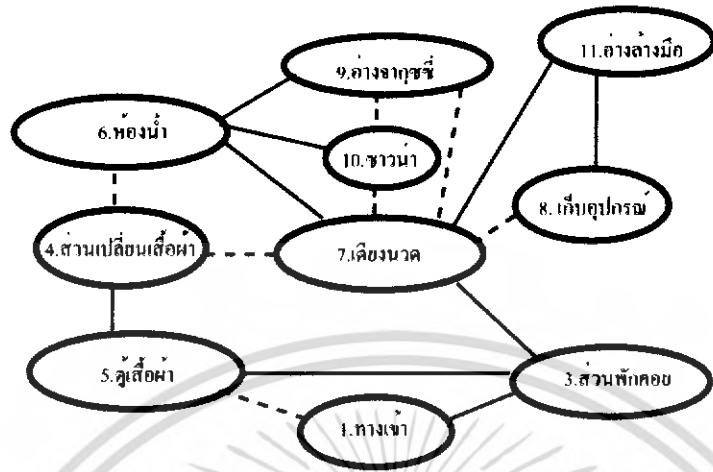 9.อ่างจากุซซี่
11.อ่างล้างมือ
6.ห้องน้ำ
10.ซาวน่า
8.เก็บอุปกรณ์
4.ส่วนเปลี่ยนเสื้อผ้า
7.เตียงนวด
5.ตู้เสื้อผ้า
3.ส่วนพักคอย
1.ทางเข้า